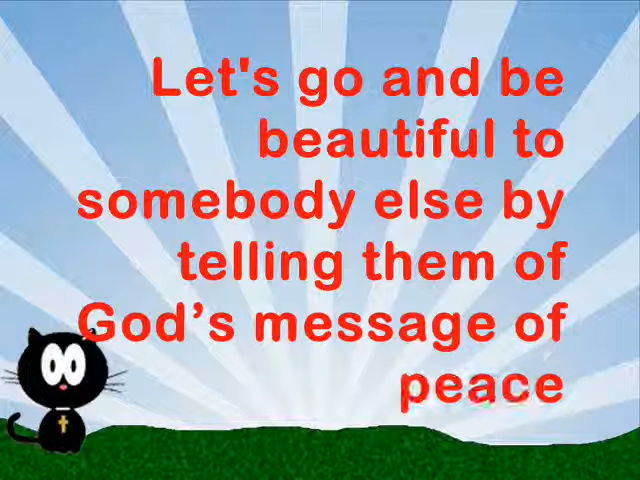 Let's go and be
beautiful to
somebody else by
telling them of
God’s message of
peace